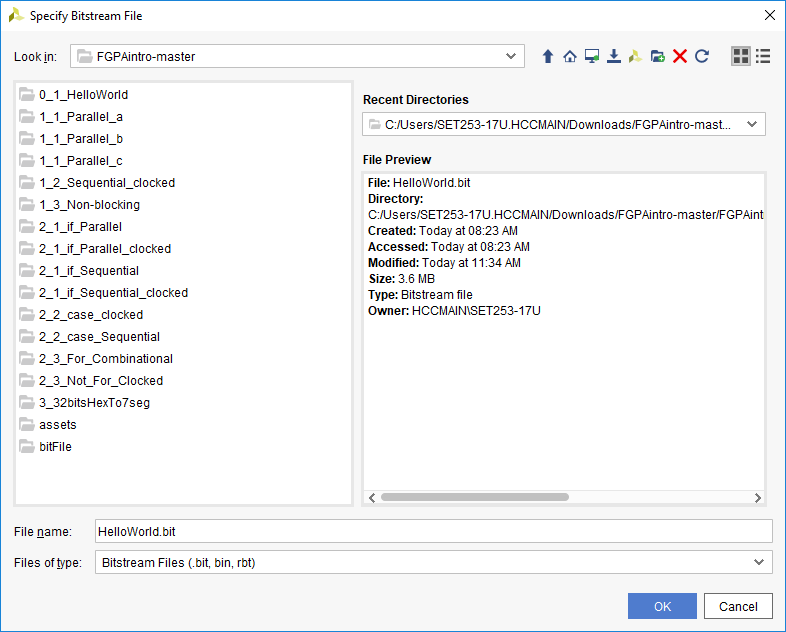 Specify Bitstream File
Look in: FGPAintro-master
0_1_HelloWorld
1_1_Parallel_a
1_1_Parallel_b
1_1_Parallel_c
1_2_Sequential_clocked
1_3_Non-blocking
2_1_if_Parallel
2_1_if_Parallel_clocked
2_1_if_Sequential
2_1_if_Sequential_clocked
2_2_case_clocked
2_2_case_Sequential
2_3_For_Combinational
2_3_Not_For_Clocked
3_32bitsHexTo7seg
assets
bitFile
Recent Directories
C:/Users/SET253-17U.HCCMAIN/Downloads/FGPAintro-mast...
File Preview
File: HelloWorld.bit
Directory:
C:/Users/SET253-17U.HCCMAIN/Downloads/FGPAintro-master/FGPAint
Created: Today at 08:23 AM
Accessed: Today at 08:23 AM
Modified: Today at 11:34 AM
Size: 3.6 MB
Type: Bitstream file
Owner: HCCMAIN\SET253-17U
File name: HelloWorld.bit
Files of type: Bitstream Files (.bit, bin, rbt)
OK Cancel